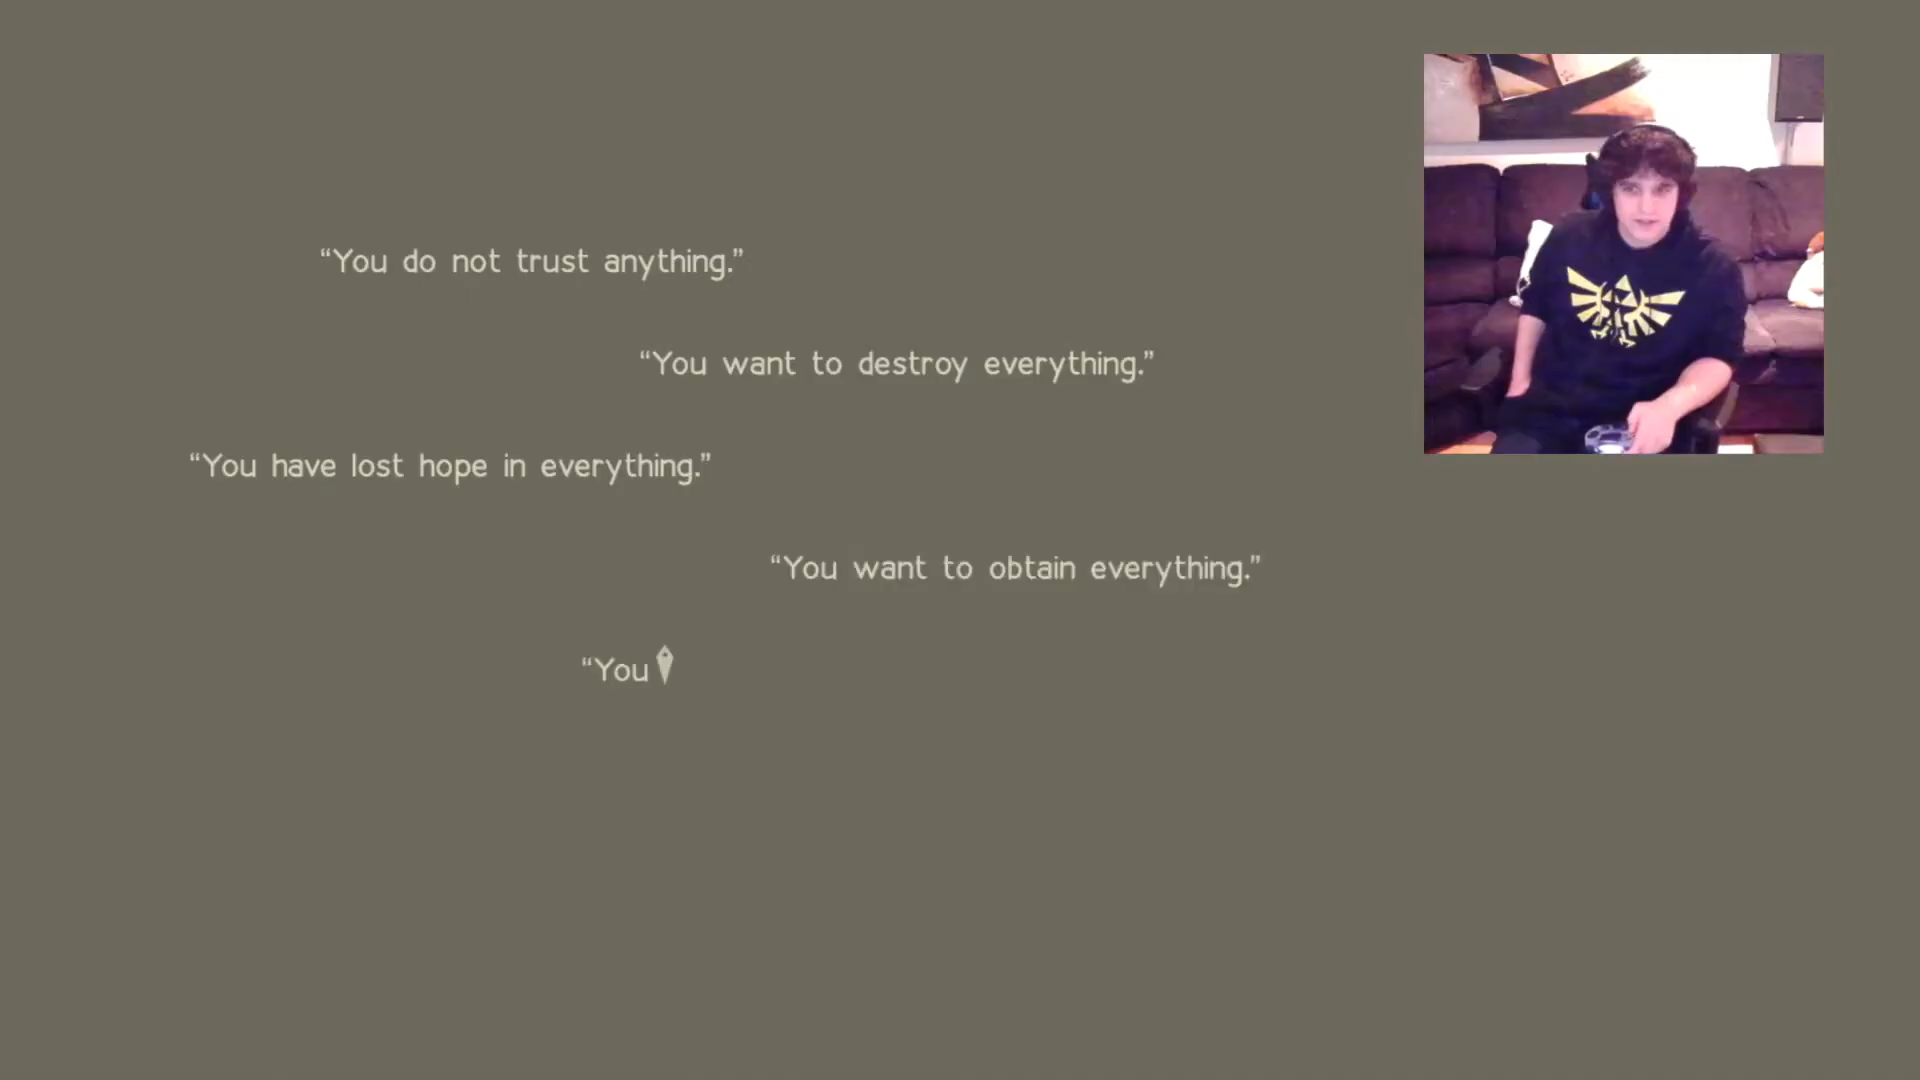 “You do not trust anything.”
“You want to destroy everything.”
“You have lost hope in everything.”
“You want to obtain everything.”
“You